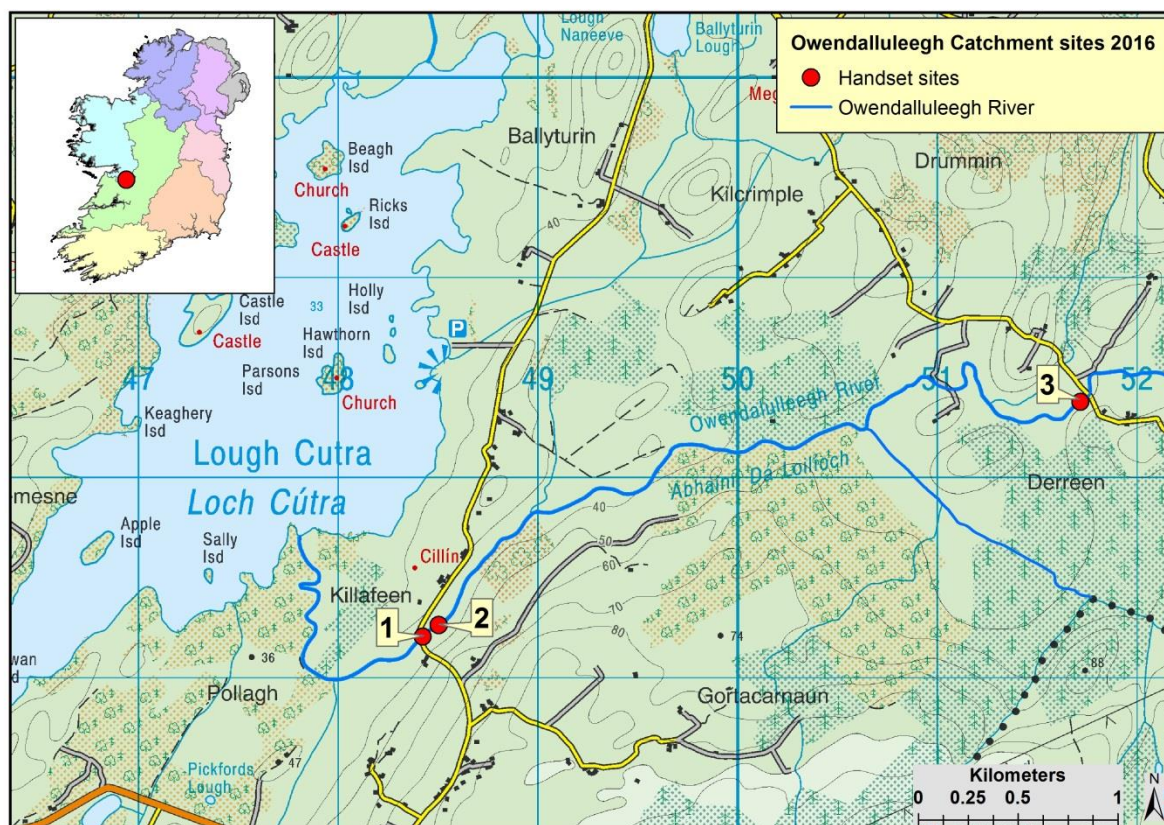 Owendalluleegh Catchment sites 2016
Handset sites
Owendalluleegh River
Lough
Naneeve
Ballyturin
Lough
Meg
Ballyturin
Drummin
Kilcrimple
Beagh
Isd
Church
Ricks
Isd
Castle
40
Castle
Isd
33
Holly
Isd
Castle
Hawthorn
Isd
P
Parsons
Isd
Church
47
48
49
50
51
52
3
Keaghery
Isd
Owendalluleegh River
Abhainn Dá Loilíoch
Lough Cutra
Loch Cútra
emesne
Derreen
Apple
Isd
Sally
Isd
40
50
60
Cillín
Killafeen
70
80
1
2
74
36
wan
88
Pollagh
Gortacarnaun
47
Pickfords
Lough
Kilometers
0 0.25 0.5 1
N